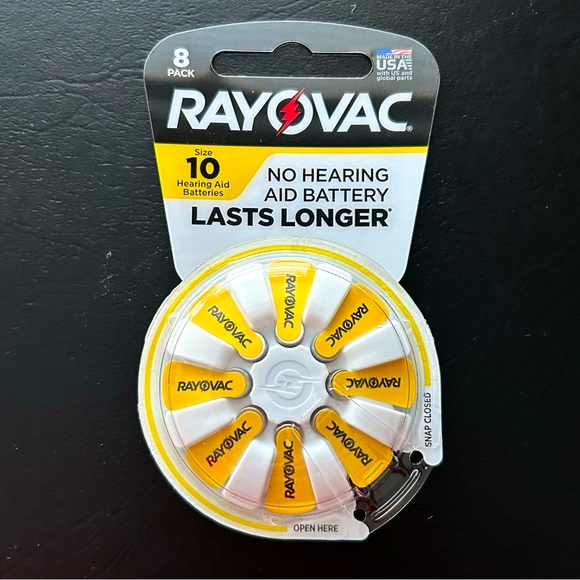 8
PACK
MADE IN THE
USA
with US and
global parts
RAYOVAC
Size
10
Hearing Aid
Batteries
NO HEARING
AID BATTERY
LASTS LONGER*
RAYOVAC
RAYOVAC
RAYOVAC
RAYOVAC
RAYOVAC
RAYOVAC
RAYOVAC
RAYOVAC
SNAP CLOSED
OPEN HERE